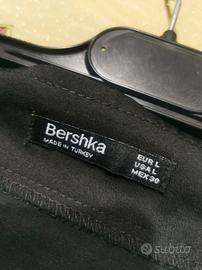 Bershka
MADE IN TURKEY
EUR L
USA L
MEX 30
subito